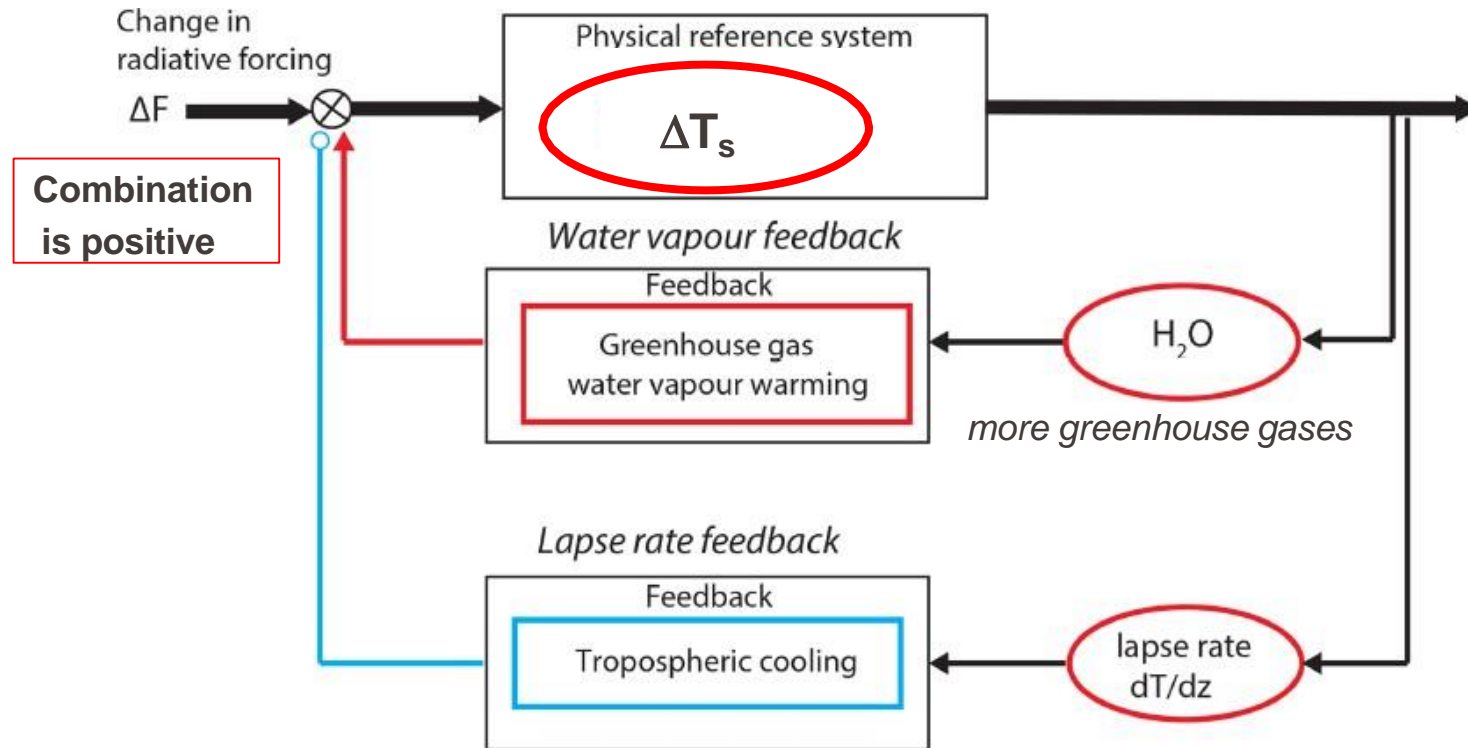 Change in
radiative forcing
ΔF
Physical reference system
ΔTₛ
Combination
is positive
Water vapour feedback
Feedback
Greenhouse gas
water vapour warming
H₂O
more greenhouse gases
Lapse rate feedback
Feedback
Tropospheric cooling
lapse rate
dT/dz